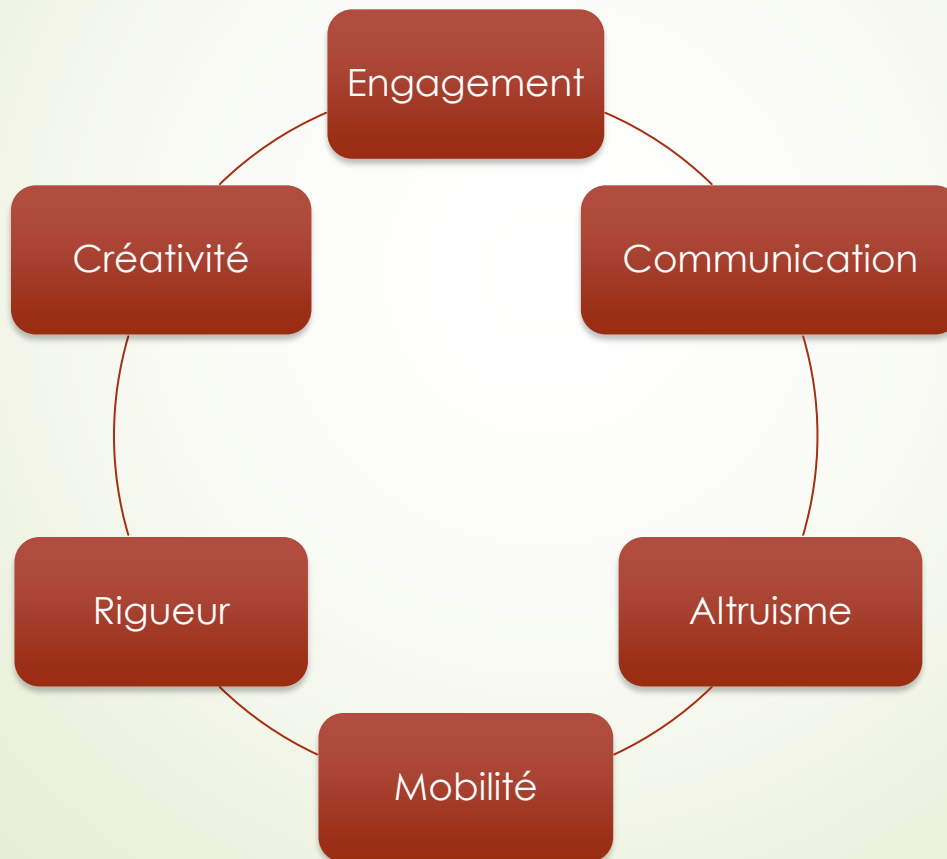 Engagement
Communication
Altruisme
Mobilité
Rigueur
Créativité